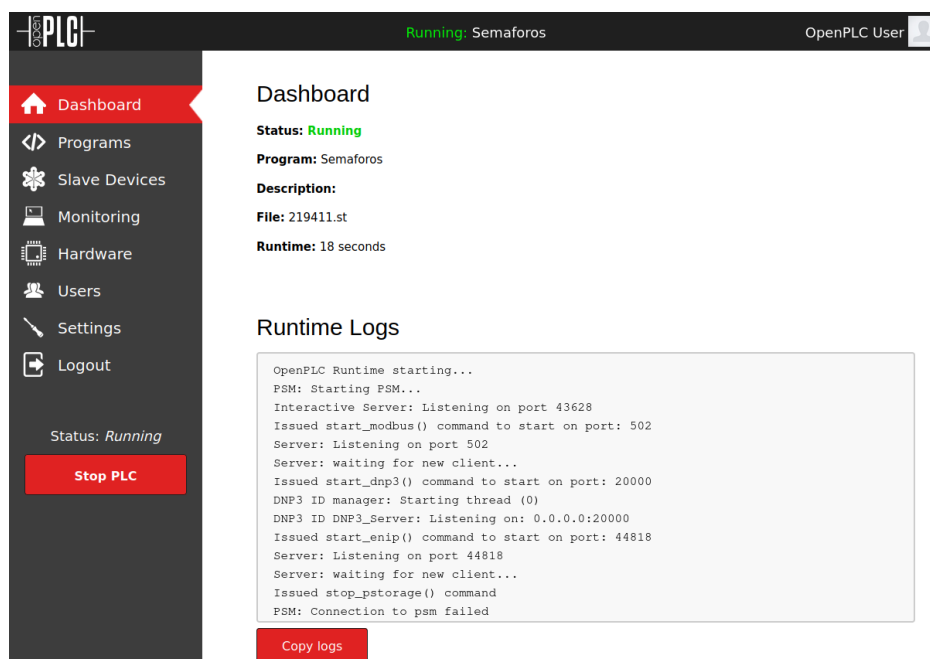 open PLC
Running: Semaforos
OpenPLC User
Dashboard
Programs
Slave Devices
Monitoring
Hardware
Users
Settings
Logout
Status: Running
Stop PLC
Dashboard
Status: Running
Program: Semaforos
Description:
File: 219411.st
Runtime: 18 seconds
Runtime Logs
OpenPLC Runtime starting...
PSM: Starting PSM...
Interactive Server: Listening on port 43628
Issued start_modbus() command to start on port: 502
Server: Listening on port 502
Server: waiting for new client...
Issued start_dnp3() command to start on port: 20000
DNP3 ID manager: Starting thread (0)
DNP3 ID DNP3_Server: Listening on: 0.0.0.0:20000
Issued start_enip() command to start on port: 44818
Server: Listening on port 44818
Server: waiting for new client...
Issued stop_pstorage() command
PSM: Connection to psm failed
Copy logs